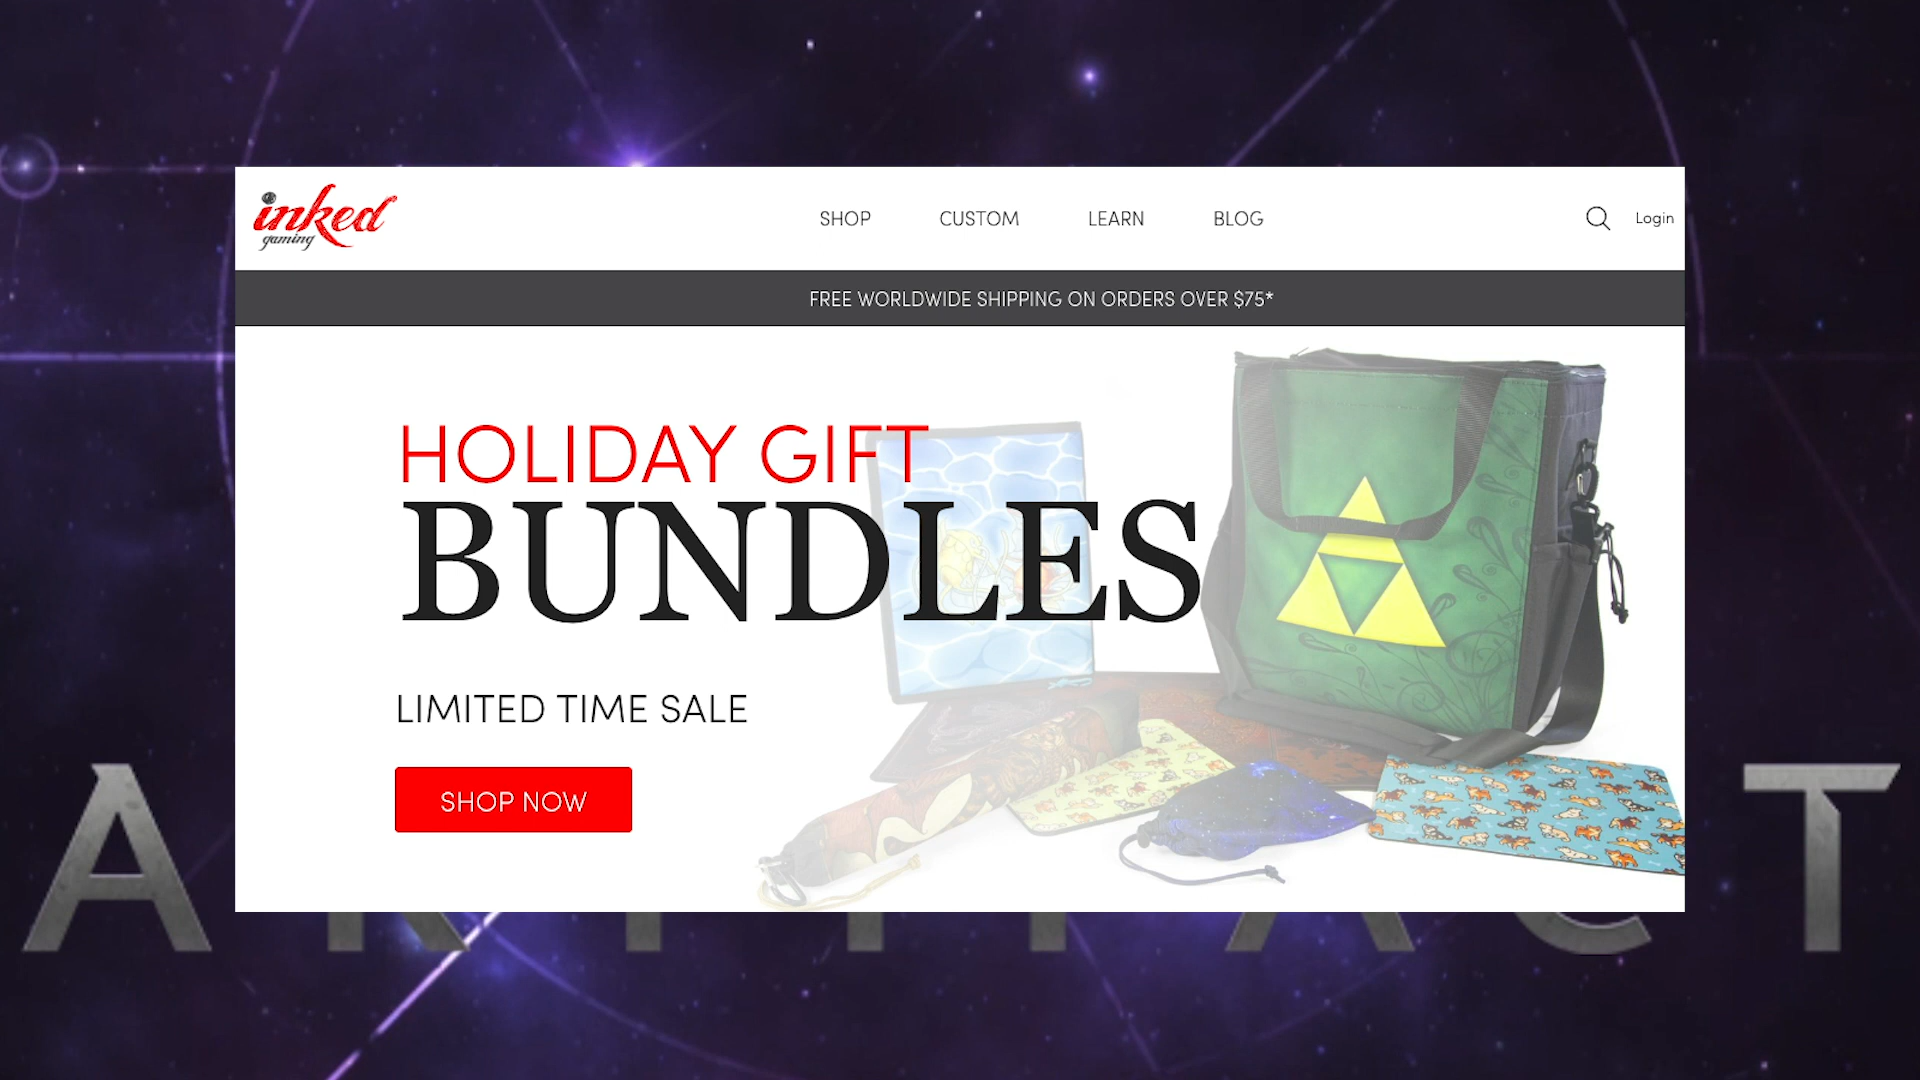 inked
gaming
SHOP
CUSTOM
LEARN
BLOG
Login
FREE WORLDWIDE SHIPPING ON ORDERS OVER $75*
HOLIDAY GIFT
BUNDLES
LIMITED TIME SALE
SHOP NOW
ARTIFACT